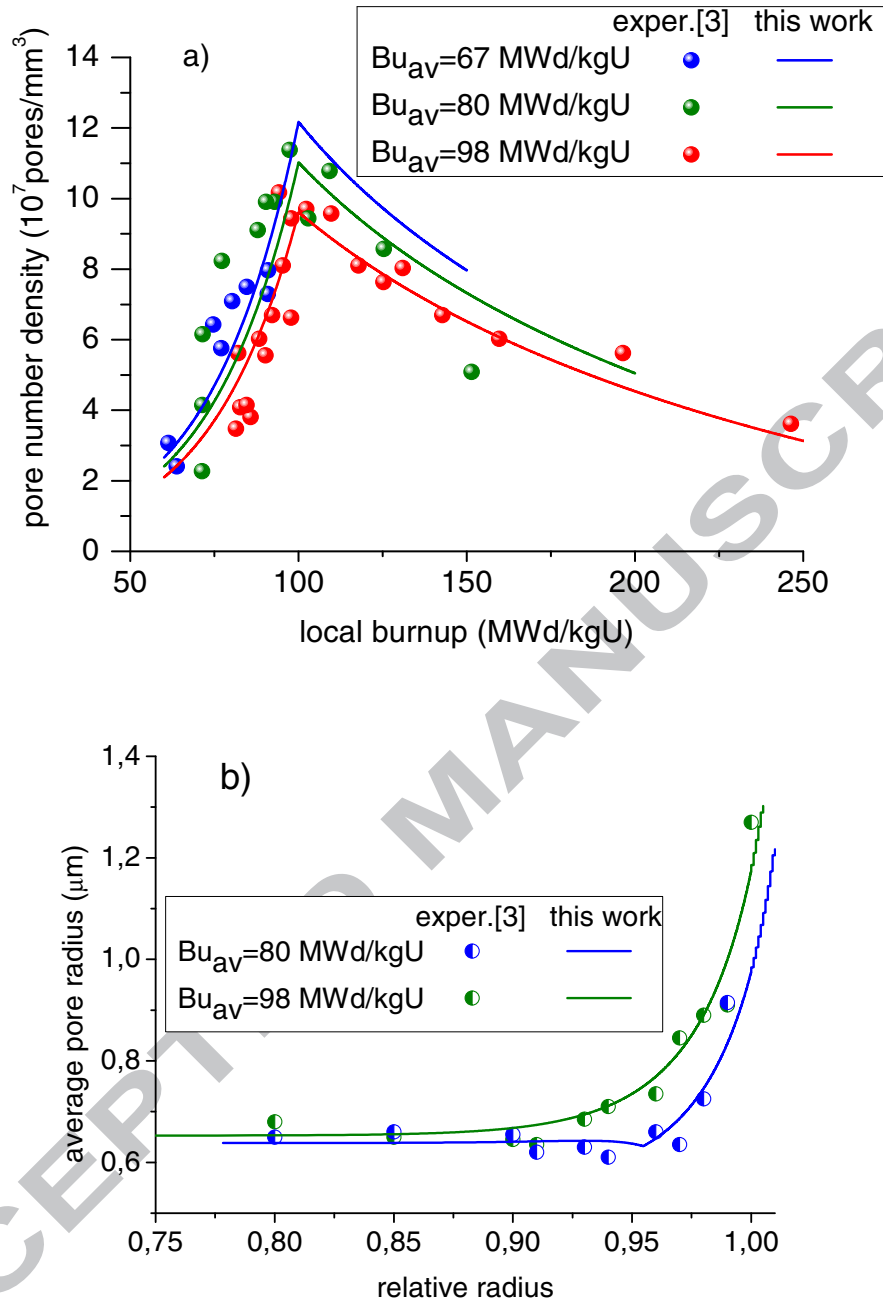 a)
exper.[3] this work
Bu_av=67 MWd/kgU
Bu_av=80 MWd/kgU
Bu_av=98 MWd/kgU
14
12
10
8
6
4
2
0
pore number density (10^7 pores/mm^3)
50 100 150 200 250
local burnup (MWd/kgU)
CEPTED MANUSCR
b)
1,4
1,2
1,0
0,8
0,6
average pore radius (μm)
exper.[3] this work
Bu_av=80 MWd/kgU
Bu_av=98 MWd/kgU
0,75 0,80 0,85 0,90 0,95 1,00
relative radius